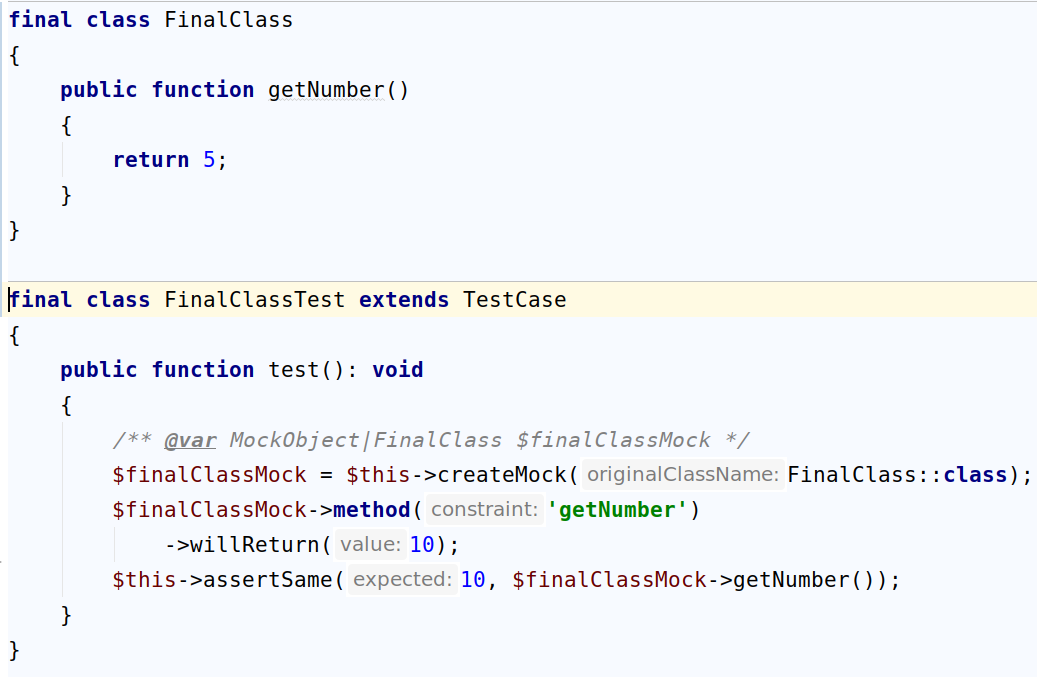 final class FinalClass
{
    public function getNumber()
    {
        return 5;
    }
}

final class FinalClassTest extends TestCase
{
    public function test(): void
    {
        /** @var MockObject|FinalClass $finalClassMock */
        $finalClassMock = $this->createMock( originalClassName: FinalClass::class);
        $finalClassMock->method( constraint: 'getNumber')
            ->willReturn( value: 10);
        $this->assertSame( expected: 10, $finalClassMock->getNumber());
    }
}